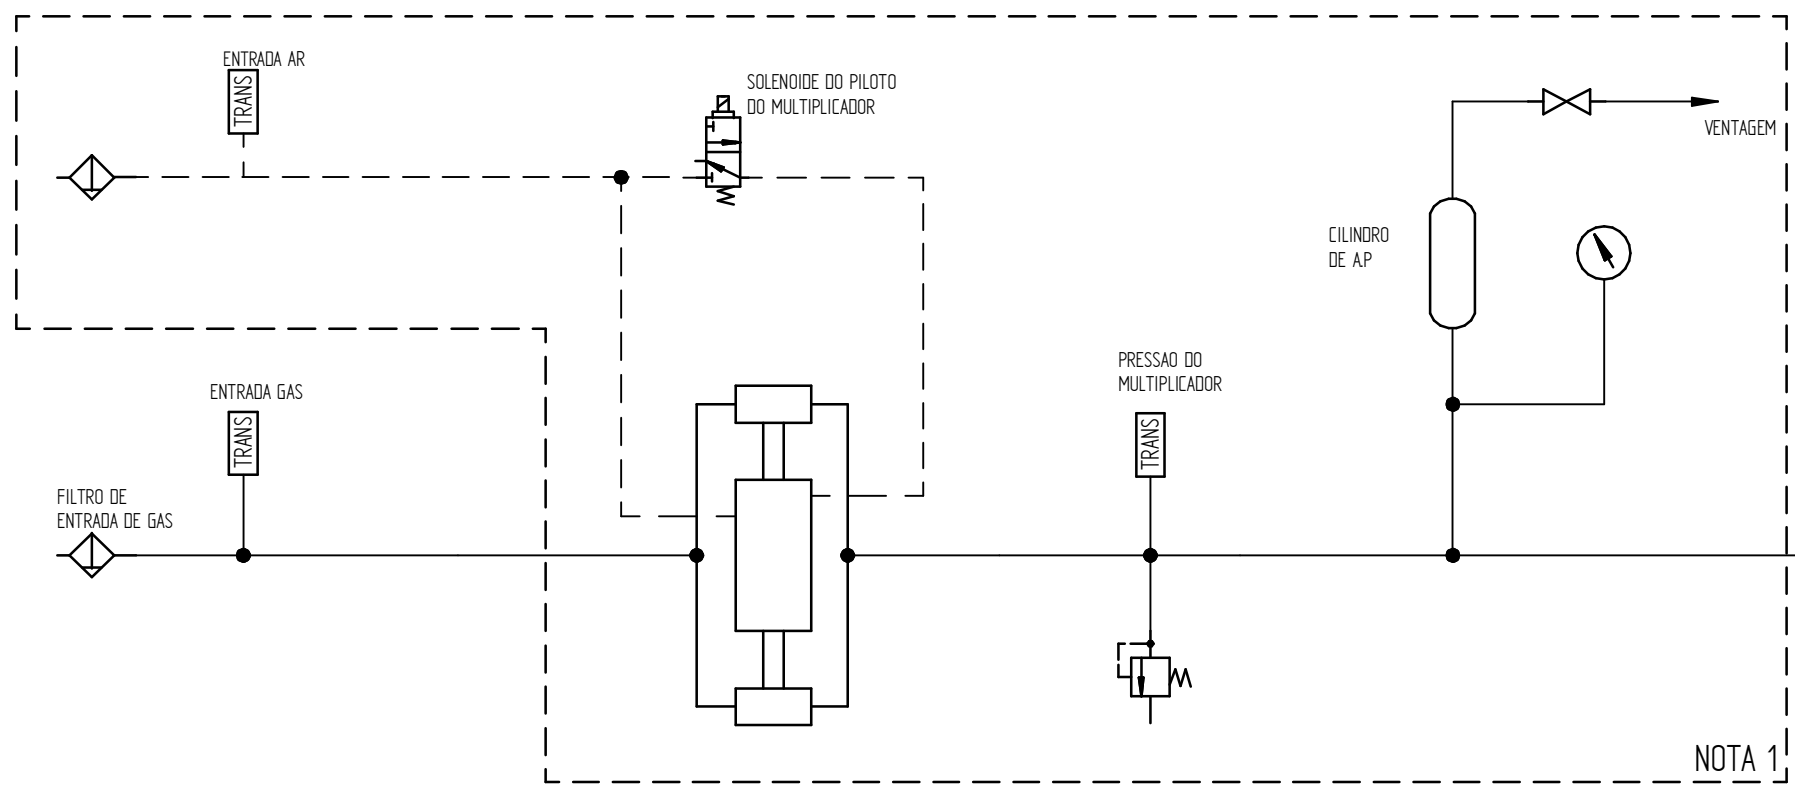 ENTRADA AR
TRANS
SOLENOIDE DO PILOTO
DO MULTIPLICADOR
VENTAGEM
CILINDRO
DE A.P
PRESSAO DO
MULTIPLICADOR
TRANS
ENTRADA GAS
TRANS
FILTRO DE
ENTRADA DE GAS
NOTA 1